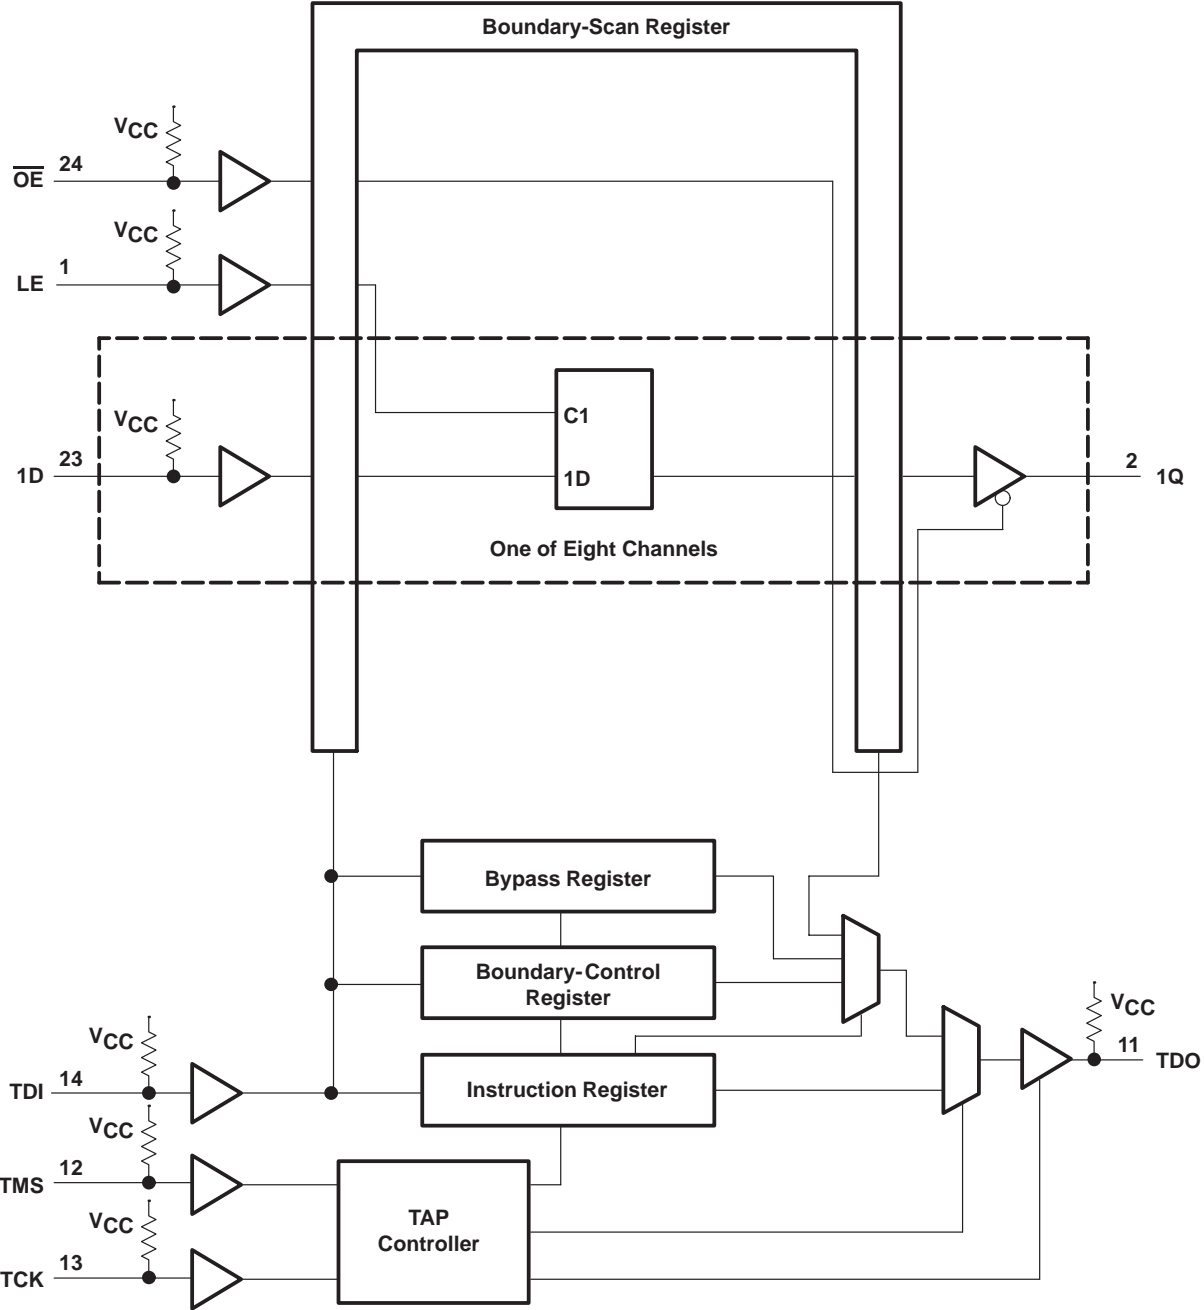 Boundary-Scan Register
VCC
OE 24
VCC
LE 1
VCC
C1
1D 23
1D
2 1Q
One of Eight Channels
Bypass Register
Boundary-Control
Register
VCC
VCC
11 TDO
TDI 14
Instruction Register
VCC
TMS 12
TAP
Controller
VCC
TCK 13